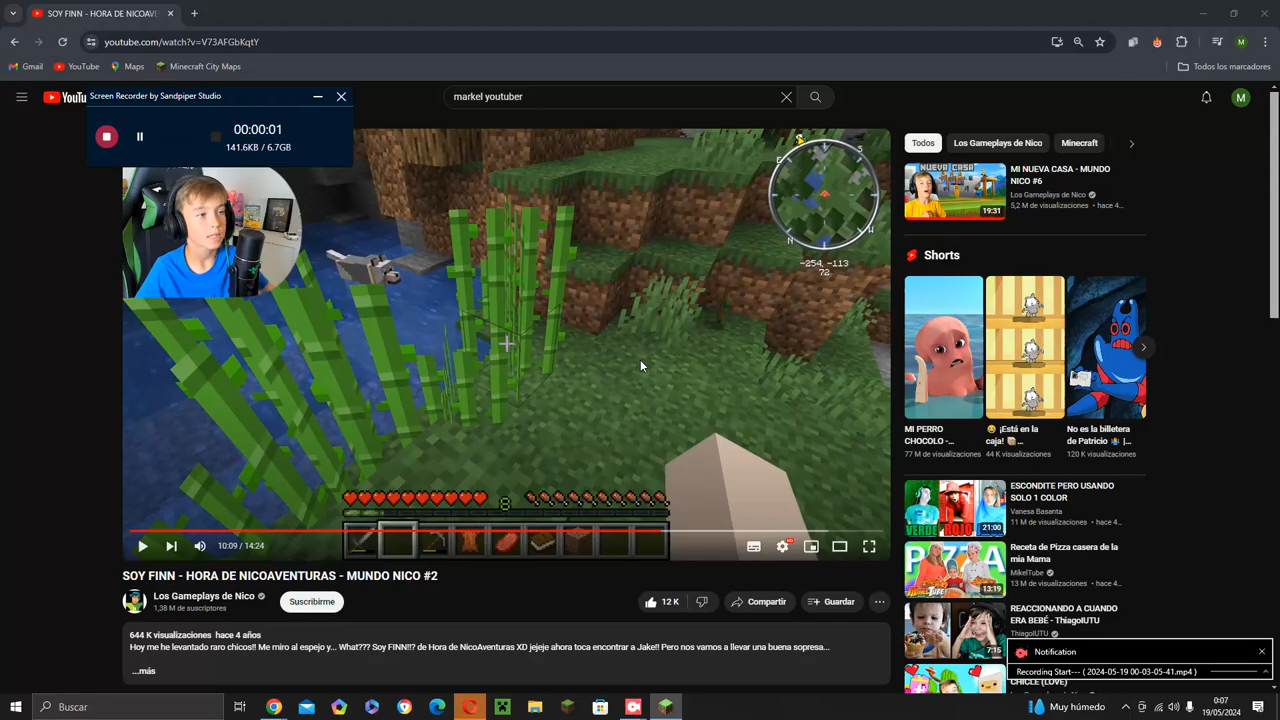 SOY FINN - HORA DE NICOAVE
youtube.com/watch?v=V73AFGbKqtY
M
Gmail
YouTube
Maps
Minecraft City Maps
Todos los marcadores
Screen Recorder by Sandpiper Studio
YouTu
markel youtuber
M
00:00:01
141.6KB / 6.7GB
Todos
Los Gameplays de Nico
Minecraft
S
E
S
N
W
-254, -113
72
NUEVA CASA
19:31
MI NUEVA CASA - MUNDO
NICO #6
Los Gameplays de Nico
5,2 M de visualizaciones • hace 4...
Shorts
MI PERRO
CHOCOLO -...
77 M de visualizaciones
😂 ¡Está en la
caja! 📦...
44 K visualizaciones
No es la billetera
de Patricio 🤷|...
120 K visualizaciones
8
10:09 / 14:24
HD
SOY FINN - HORA DE NICOAVENTURAS - MUNDO NICO #2
Los Gameplays de Nico
1,38 M de suscriptores
Suscribirme
12 K
Compartir
Guardar
644 K visualizaciones hace 4 años
Hoy me he levantado raro chicos!! Me miro al espejo y... What??? Soy FINN!!? de Hora de NicoAventuras XD jejeje ahora toca encontrar a Jake!! Pero nos vamos a llevar una buena sopresa...
...más
VERDE
ROJO
21:00
ESCONDITE PERO USANDO
SOLO 1 COLOR
Vanesa Basanta
11 M de visualizaciones • hace 4...
PIZZA
13:19
Receta de Pizza casera de la
mia Mama
MikelTube
13 M de visualizaciones • hace 4...
7:15
REACCIONANDO A CUANDO
ERA BEBÉ - ThiagoIUTU
ThiagoIUTU
CHICLE (LOVE)
Notification
Recording Start--- ( 2024-05-19 00-03-05-41.mp4 )
Buscar
Muy húmedo
0:07
19/05/2024